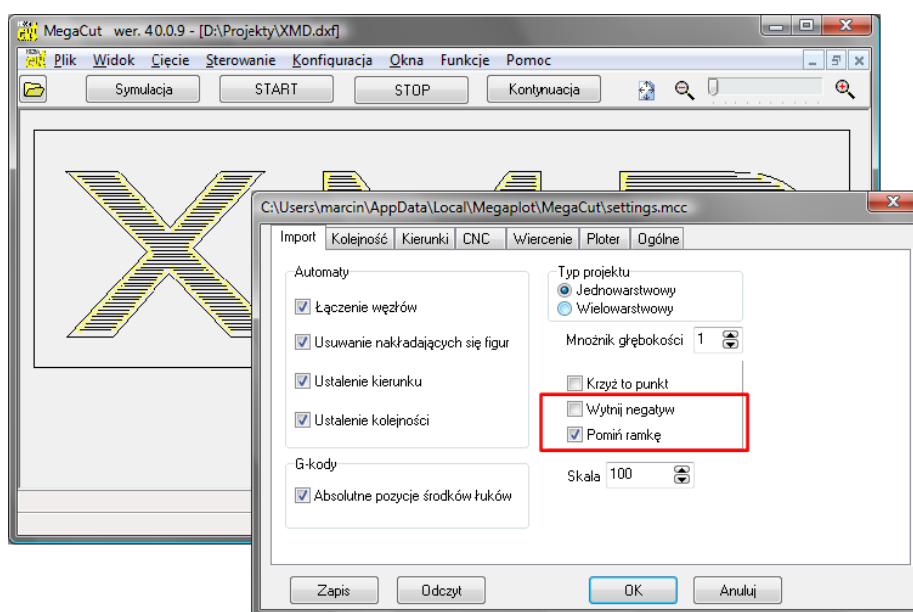 MegaCut wer. 4.0.0.9 - [D:\Projekty\XMD.dxf]
Plik Widok Cięcie Sterowanie Konfiguracja Okna Funkcje Pomoc
Symulacja START STOP Kontynuacja
XMD
C:\Users\marcin\AppData\Local\Megaplot\MegaCut\settings.mcc
Import Kolejność Kierunki CNC Wiercenie Ploter Ogólne
Automaty
Łączenie węzłów
Usuwanie nakładających się figur
Ustalenie kierunku
Ustalenie kolejności
G-kody
Absolutne pozycje środków łuków
Typ projektu
Jednowarstwowy
Wielowarstwowy
Mnożnik głębokości 1
Krzyż to punkt
Wytnij negatyw
Pomiń ramkę
Skala 100
Zapis Odczyt OK Anuluj